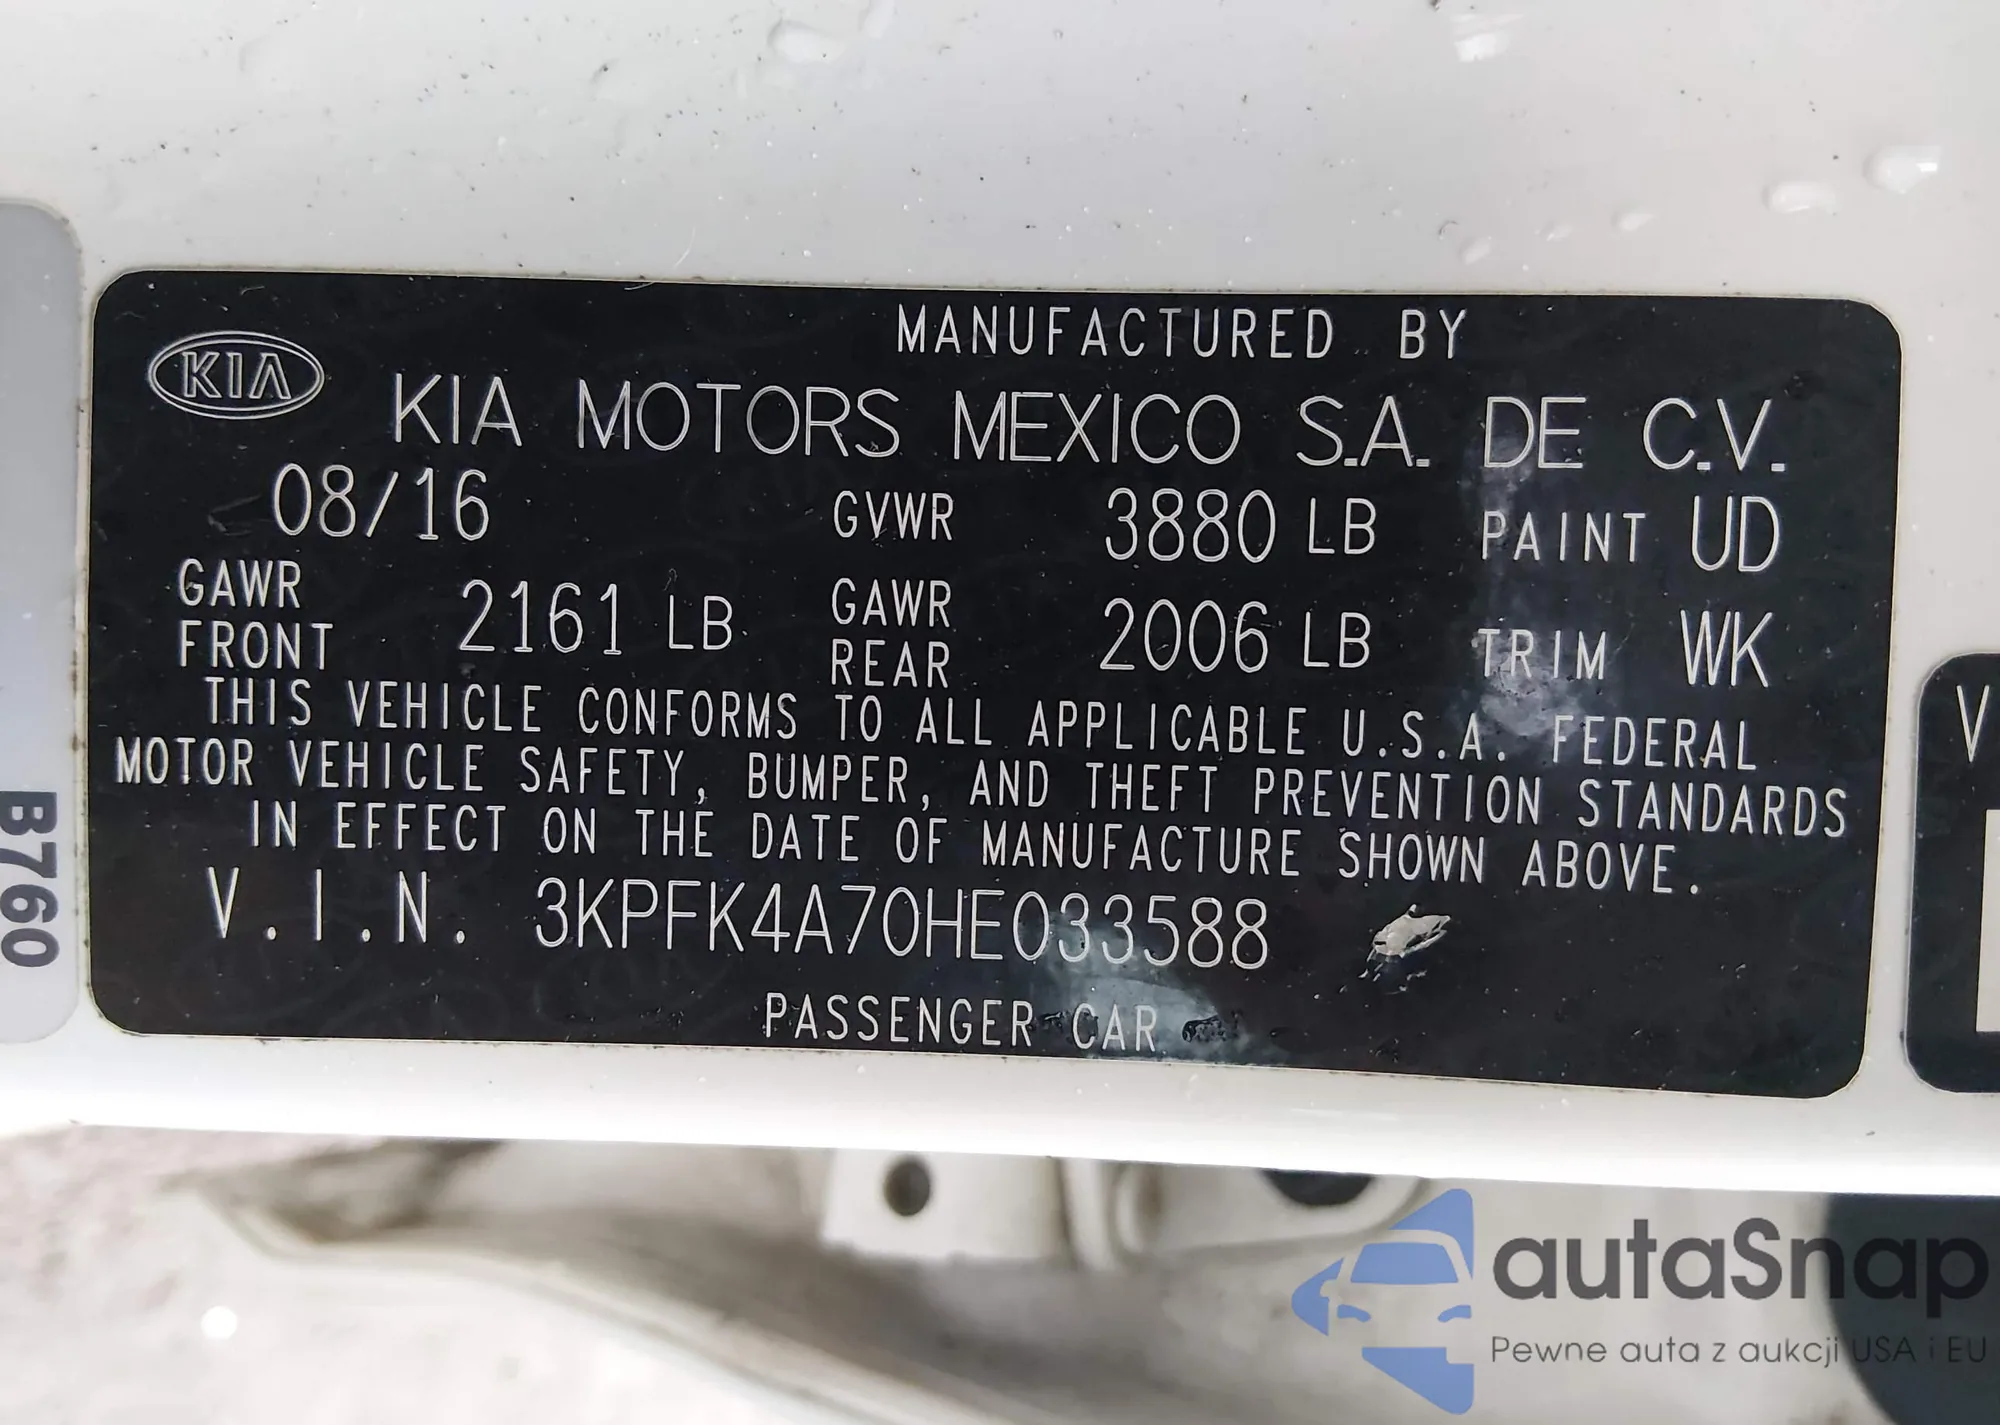 MANUFACTURED BY
KIA KIA MOTORS MEXICO S.A. DE C.V.
08/16 GVWR 3880 LB PAINT UD
GAWR FRONT 2161 LB GAWR REAR 2006 LB TRIM WK
THIS VEHICLE CONFORMS TO ALL APPLICABLE U.S.A. FEDERAL
MOTOR VEHICLE SAFETY, BUMPER, AND THEFT PREVENTION STANDARDS
IN EFFECT ON THE DATE OF MANUFACTURE SHOWN ABOVE.
V.I.N. 3KPFK4A70HE033588
PASSENGER CAR
B760
V
autaSnap
Pewne auta z aukcji USA i EU